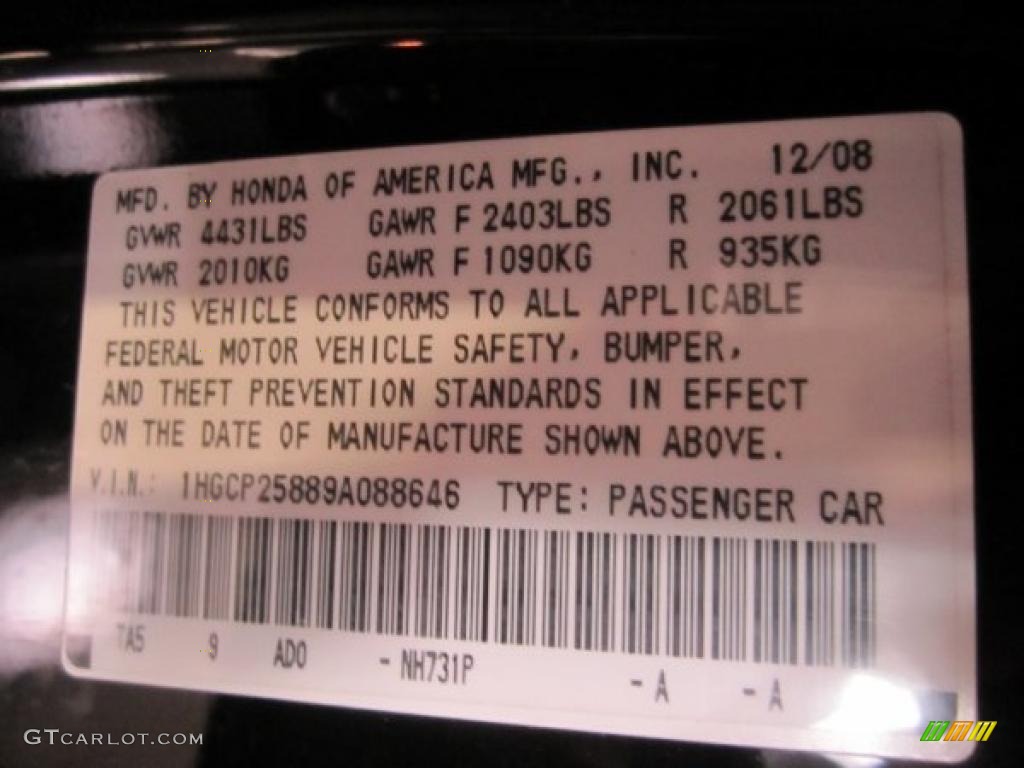 MFD. BY HONDA OF AMERICA MFG., INC. 12/08
GVWR 4431LBS GAWR F 2403LBS R 2061LBS
GVWR 2010KG GAWR F 1090KG R 935KG
THIS VEHICLE CONFORMS TO ALL APPLICABLE
FEDERAL MOTOR VEHICLE SAFETY, BUMPER,
AND THEFT PREVENTION STANDARDS IN EFFECT
ON THE DATE OF MANUFACTURE SHOWN ABOVE.
V.I.N.: 1HGCP25889A088646 TYPE: PASSENGER CAR
TA5 9 AD0 - NH731P - A - A
GTCARLOT.COM